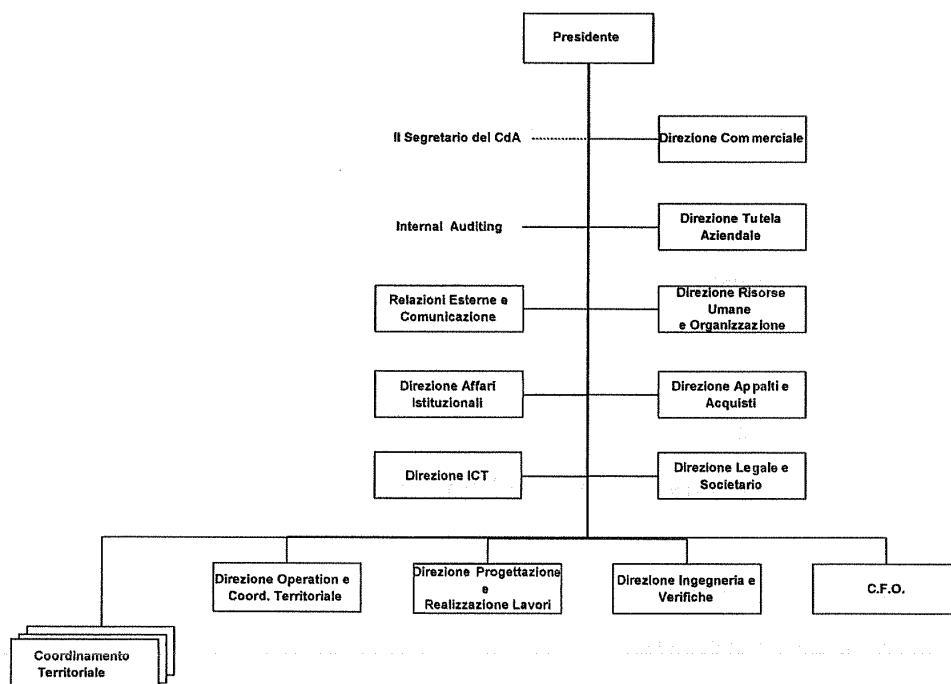 Presidente
Il Segretario del CdA
Direzione Commerciale
Internal Auditing
Direzione Tutela
Aziendale
Relazioni Esterne e
Comunicazione
Direzione Risorse
Umane
e Organizzazione
Direzione Affari
Istituzionali
Direzione Appalti e
Acquisti
Direzione ICT
Direzione Legale e
Societario
Direzione Operation e
Coord. Territoriale
Direzione Progettazione
e
Realizzazione Lavori
Direzione Ingegneria e
Verifiche
C.F.O.
Coordinamento
Territoriale